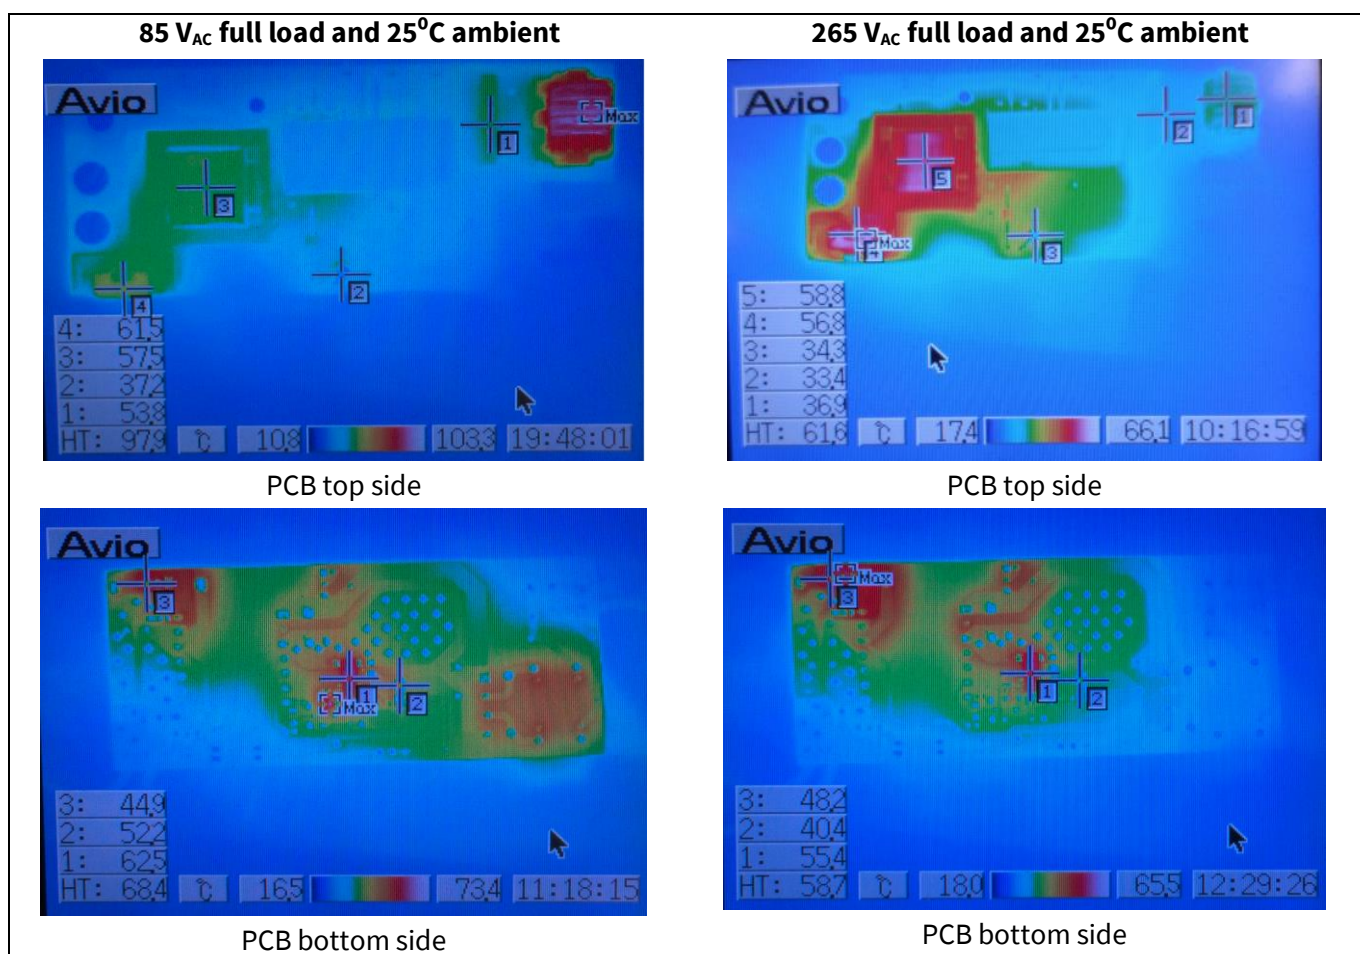 85 VAC full load and 25⁰C ambient
265 VAC full load and 25⁰C ambient
Avio
Max
1
3
2
4
4: 61.5
3: 57.5
2: 37.2
1: 53.8
HT: 97.9 ℃ 10.8 103.3 19:48:01
PCB top side
Avio
1
2
5
Max
4
3
5: 58.8
4: 56.8
3: 34.3
2: 33.4
1: 36.9
HT: 61.6 ℃ 17.4 66.1 10:16:59
PCB top side
Avio
3
1
2
Max
3: 44.9
2: 52.2
1: 62.5
HT: 68.4 ℃ 16.5 73.4 11:18:15
PCB bottom side
Avio
Max
3
1
2
3: 48.2
2: 40.4
1: 55.4
HT: 58.7 ℃ 18.0 65.5 12:29:26
PCB bottom side